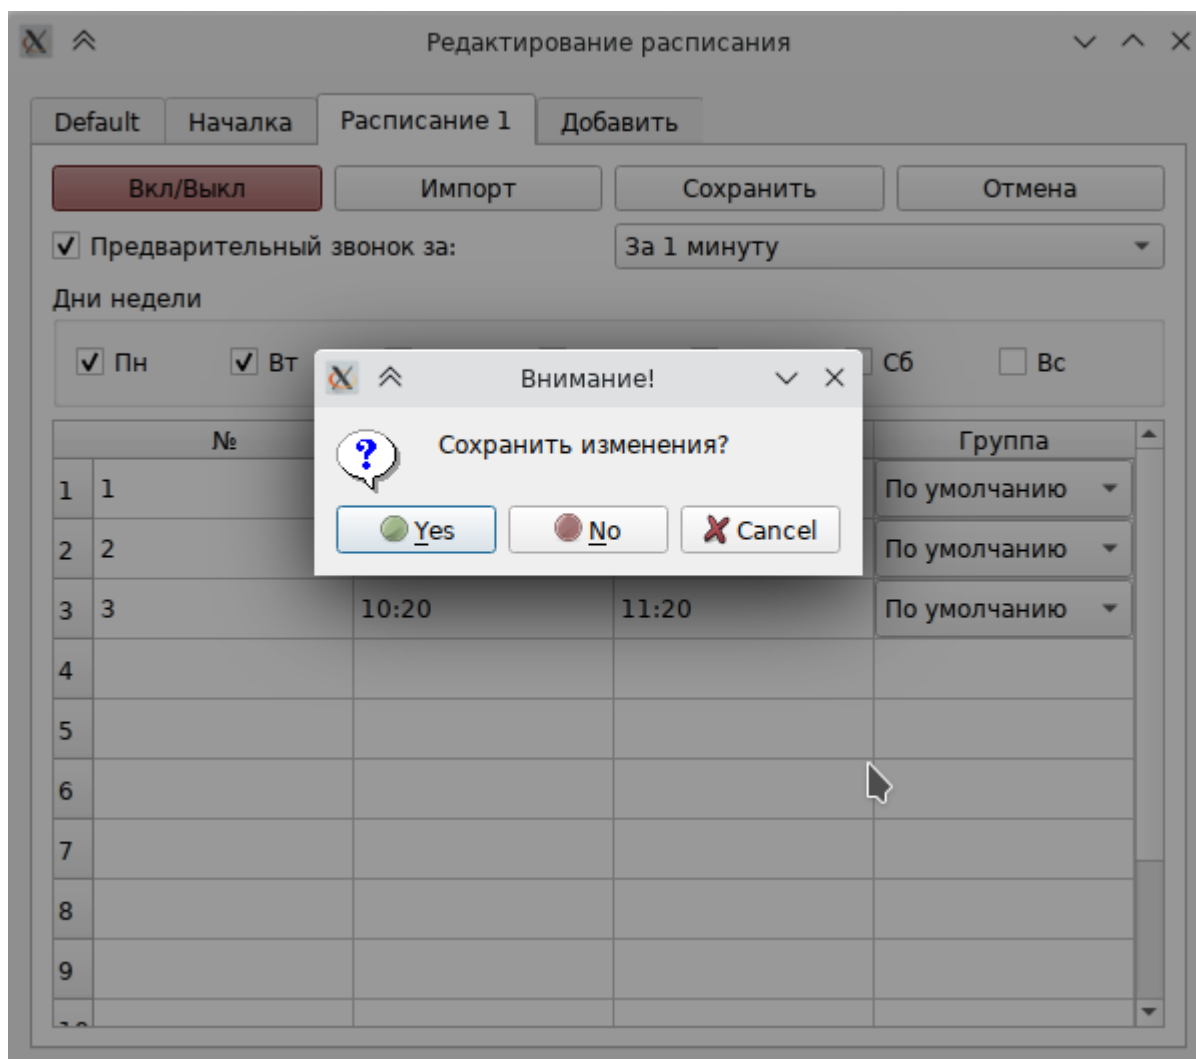 Редактирование расписания
Default Началка Расписание 1 Добавить
Вкл/Выкл Импорт Сохранить Отмена
Предварительный звонок за: За 1 минуту
Дни недели
Пн Вт Сб Вс
Внимание!
Сохранить изменения?
Yes No Cancel
№ Группа
1 1 По умолчанию
2 2 По умолчанию
3 3 10:20 11:20 По умолчанию
4
5
6
7
8
9